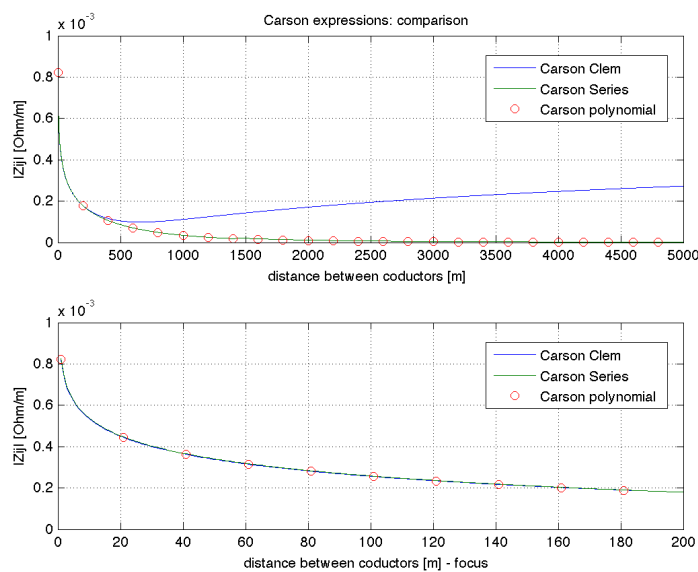 Carson expressions: comparison
x 10⁻³
1
0.8
0.6
0.4
0.2
0
|Zij| [Ohm/m]
Carson Clem
Carson Series
Carson polynomial
0 500 1000 1500 2000 2500 3000 3500 4000 4500 5000
distance between coductors [m]
x 10⁻³
1
0.8
0.6
0.4
0.2
0
|Zij| [Ohm/m]
Carson Clem
Carson Series
Carson polynomial
0 20 40 60 80 100 120 140 160 180 200
distance between coductors [m] - focus